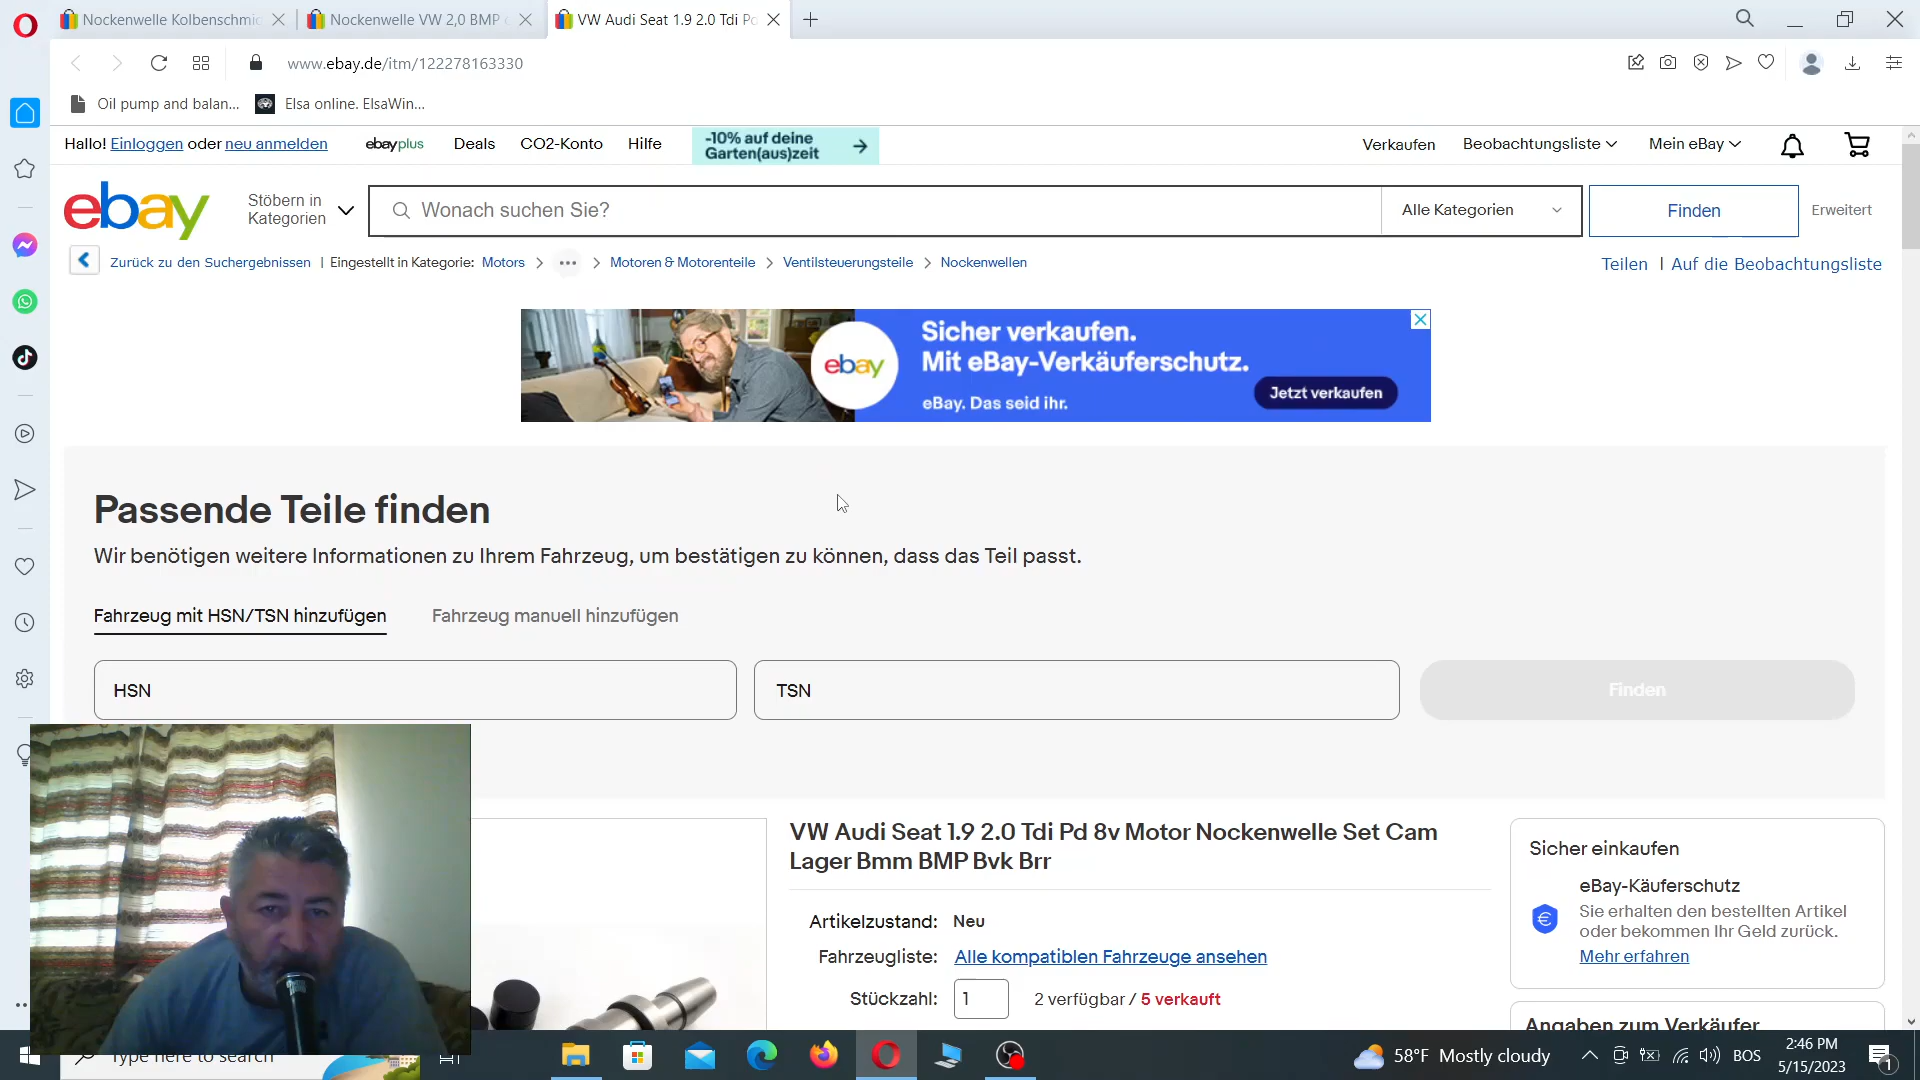 Nockenwelle Kolbenschmid
Nockenwelle VW 2,0 BMP
VW Audi Seat 1.9 2.0 Tdi Pd
www.ebay.de/itm/122278163330
Oil pump and balan...
Elsa online. ElsaWin...
Hallo! Einloggen oder neu anmelden
ebayplus
Deals
CO2-Konto
Hilfe
-10% auf deine
Garten(aus)zeit
Verkaufen
Beobachtungsliste
Mein eBay
ebay
Stöbern in
Kategorien
Wonach suchen Sie?
Alle Kategorien
Finden
Erweitert
Zurück zu den Suchergebnissen | Eingestellt in Kategorie: Motors > ... > Motoren & Motorenteile > Ventilsteuerungsteile > Nockenwellen
Teilen | Auf die Beobachtungsliste
ebay
Sicher verkaufen.
Mit eBay-Verkäuferschutz.
eBay. Das seid ihr.
Jetzt verkaufen
Passende Teile finden
Wir benötigen weitere Informationen zu Ihrem Fahrzeug, um bestätigen zu können, dass das Teil passt.
Fahrzeug mit HSN/TSN hinzufügen
Fahrzeug manuell hinzufügen
HSN
TSN
Finden
VW Audi Seat 1.9 2.0 Tdi Pd 8v Motor Nockenwelle Set Cam
Lager Bmm BMP Bvk Brr
Artikelzustand: Neu
Fahrzeugliste: Alle kompatiblen Fahrzeuge ansehen
Stückzahl: 1 2 verfügbar / 5 verkauft
Sicher einkaufen
eBay-Käuferschutz
Sie erhalten den bestellten Artikel
oder bekommen Ihr Geld zurück.
Mehr erfahren
Angaben zum Verkäufer
Type here to search
58°F Mostly cloudy
BOS
2:46 PM
5/15/2023
1